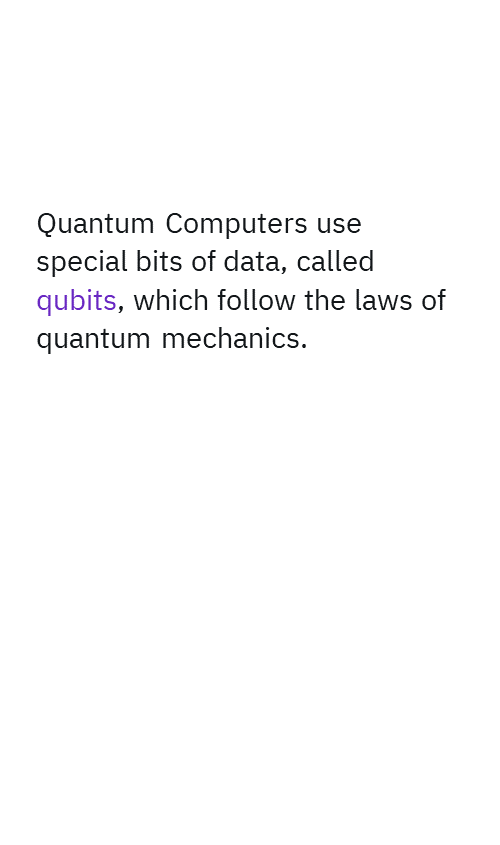 Quantum Computers use
special bits of data, called
qubits, which follow the laws of
quantum mechanics.